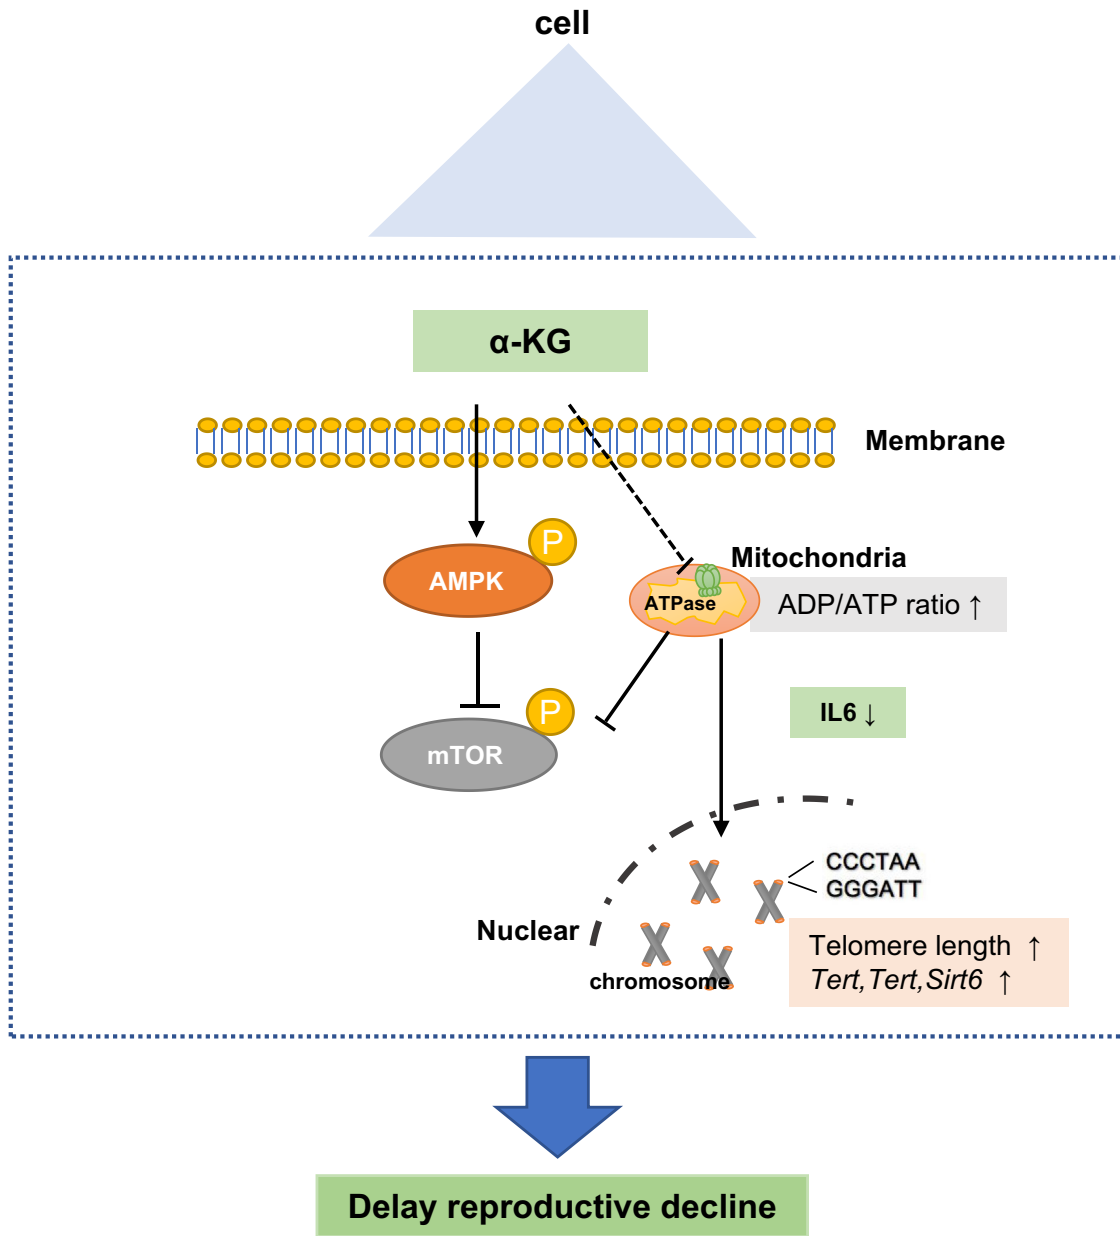 cell
α-KG
Membrane
P
AMPK
Mitochondria
ATPase
ADP/ATP ratio ↑
P
mTOR
IL6 ↓
CCCTAA
GGGATT
Nuclear
chromosome
Telomere length ↑
Tert,Tert,Sirt6 ↑
Delay reproductive decline